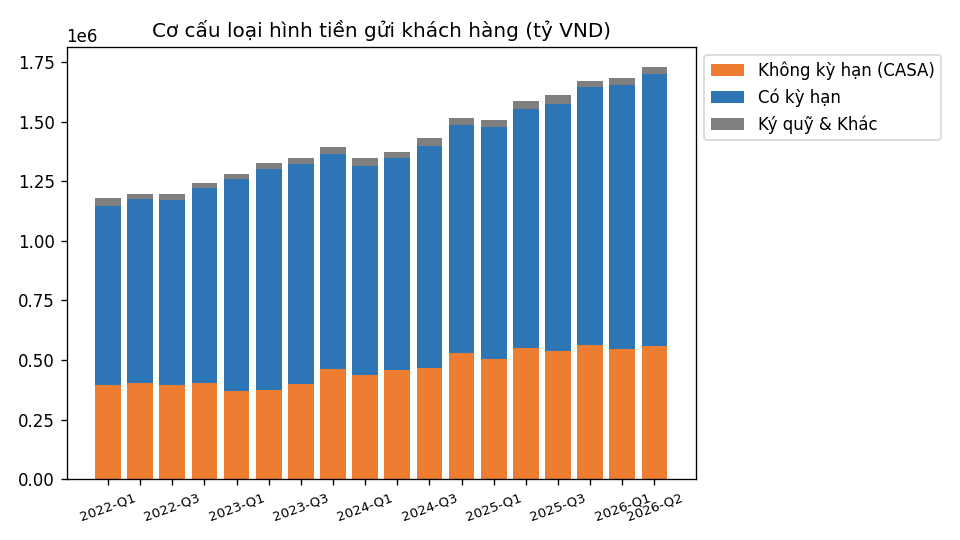 Cơ cấu loại hình tiền gửi khách hàng (tỷ VND)
1e6
1.75
1.50
1.25
1.00
0.75
0.50
0.25
0.00
2022-Q1
2022-Q3
2023-Q1
2023-Q3
2024-Q1
2024-Q3
2025-Q1
2025-Q3
2026-Q1
2026-Q2
Không kỳ hạn (CASA)
Có kỳ hạn
Ký quỹ & Khác